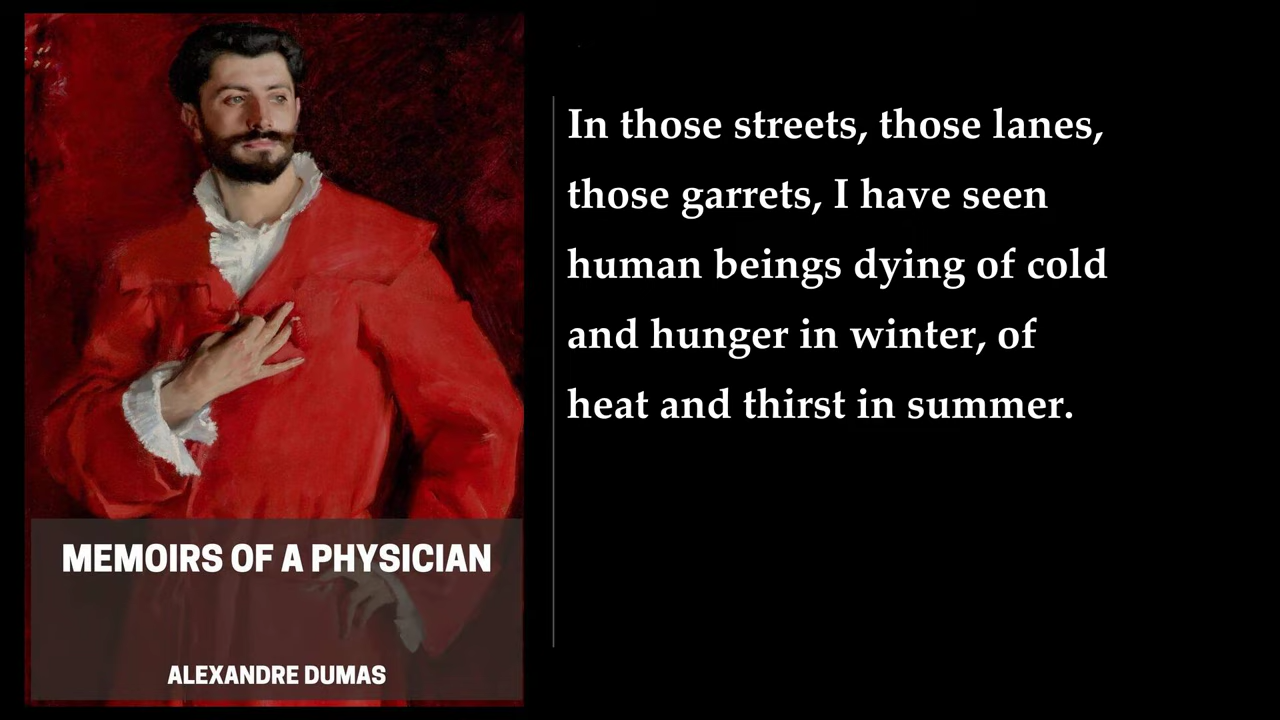 MEMOIRS OF A PHYSICIAN
ALEXANDRE DUMAS
In those streets, those lanes,
those garrets, I have seen
human beings dying of cold
and hunger in winter, of
heat and thirst in summer.